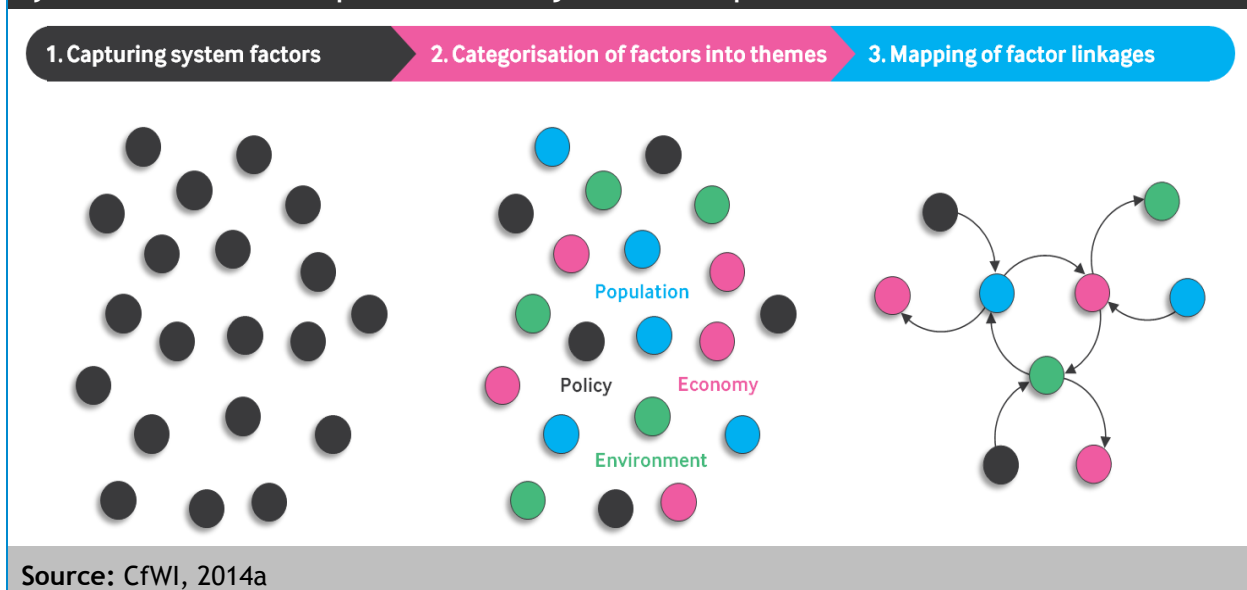 1. Capturing system factors
2. Categorisation of factors into themes
3. Mapping of factor linkages
Population
Policy
Economy
Environment
Source: CfWI, 2014a